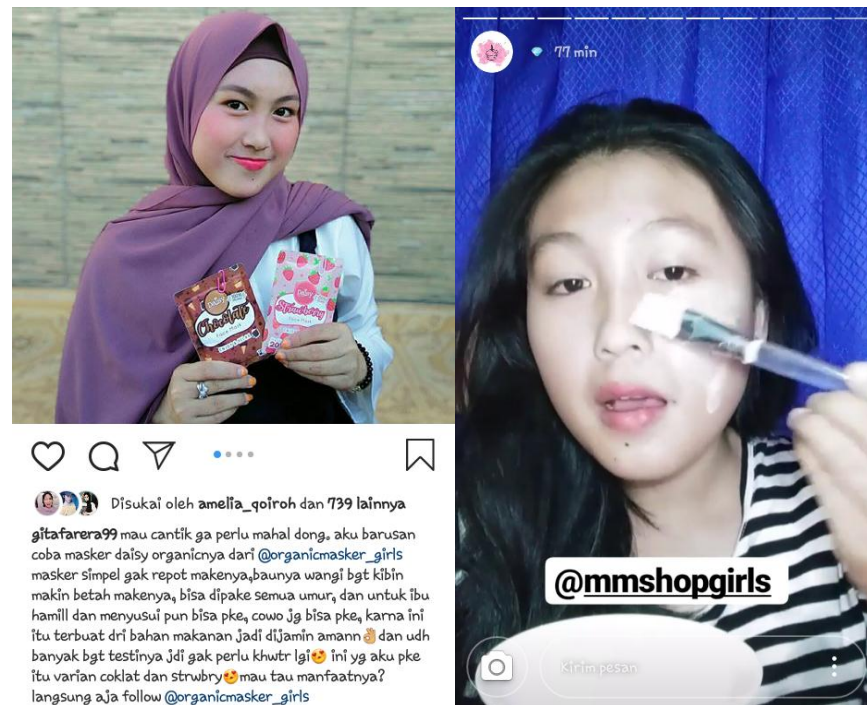 Daisy
Chocolate
Face Mask
Daisy
Strawberry
Face Mask
Disukai oleh amelia_qoiroh dan 739 lainnya
gitafarera99 mau cantik ga perlu mahal dong. aku barusan
coba masker daisy organicnya dari @organicmasker_girls
masker simpel gak repot makenya,baunya wangi bgt kibin
makin betah makenya, bisa dipake semua umur, dan untuk ibu
hamill dan menyusui pun bisa pke, cowo jg bisa pke, karna ini
itu terbuat dri bahan makanan jadi dijamin amann👌dan udh
banyak bgt testinya jdi gak perlu khwtr lgi😍 ini yg aku pke
itu varian coklat dan strwbry😍mau tau manfaatnya?
langsung aja follow @organicmasker_girls
77 min
@mmshopgirls
Kirim pesan